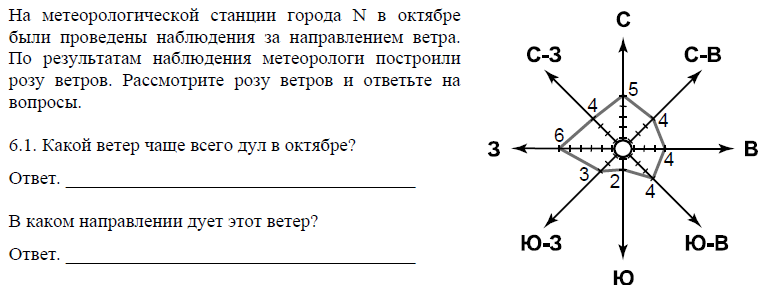 На метеорологической станции города N в октябре
были проведены наблюдения за направлением ветра.
По результатам наблюдения метеорологи построили
розу ветров. Рассмотрите розу ветров и ответьте на
вопросы.
6.1. Какой ветер чаще всего дул в октябре?
Ответ. ___________________________________
В каком направлении дует этот ветер?
Ответ. ___________________________________
С
С-З
С-В
5
4
4
З
6
4
В
3
2
4
Ю-З
Ю-В
Ю